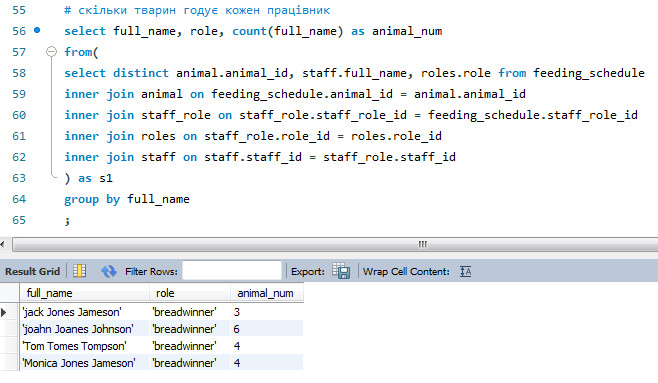 55 # скільки тварин годує кожен працівник
56 select full_name, role, count(full_name) as animal_num
57 from(
58 select distinct animal.animal_id, staff.full_name, roles.role from feeding_schedule
59 inner join animal on feeding_schedule.animal_id = animal.animal_id
60 inner join staff_role on staff_role.staff_role_id = feeding_schedule.staff_role_id
61 inner join roles on staff_role.role_id = roles.role_id
62 inner join staff on staff.staff_id = staff_role.staff_id
63 ) as s1
64 group by full_name
65 ;
Result Grid Filter Rows: Export: Wrap Cell Content:
full_name role animal_num
'jack Jones Jameson' 'breadwinner' 3
'joahn Joanes Johnson' 'breadwinner' 6
'Tom Tomes Tompson' 'breadwinner' 4
'Monica Jones Jameson' 'breadwinner' 4